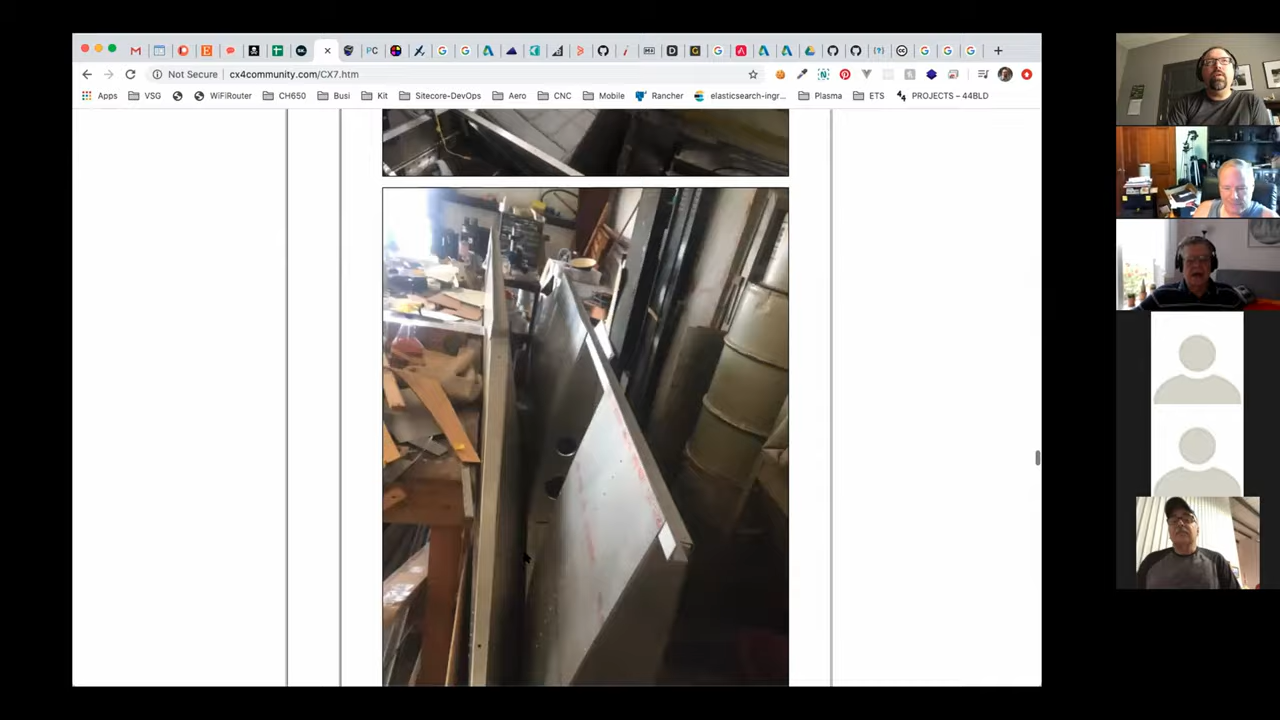 Not Secure
cx4community.com/CX7.htm
Apps
VSG
WiFiRouter
CH650
Busi
Kit
Sitecore-DevOps
Aero
CNC
Mobile
Rancher
elasticsearch-ingr...
Plasma
ETS
PROJECTS – 44BLD